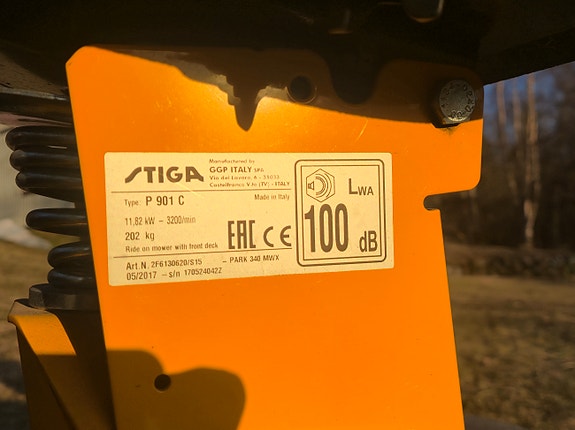 STIGA
Manufactured by
GGP ITALY SPA
Via del Lavoro, 6 - 31033
Castelfranco V.to (TV) - ITALY
Type: P 901 C
Made in Italy
11,82 kW - 3200/min
202 kg
Ride on mower with front deck
EAC CE
Art.N. 2F6130620/S15 - PARK 340 MWX
05/2017 - s/n 170524042Z
LWA
100 dB